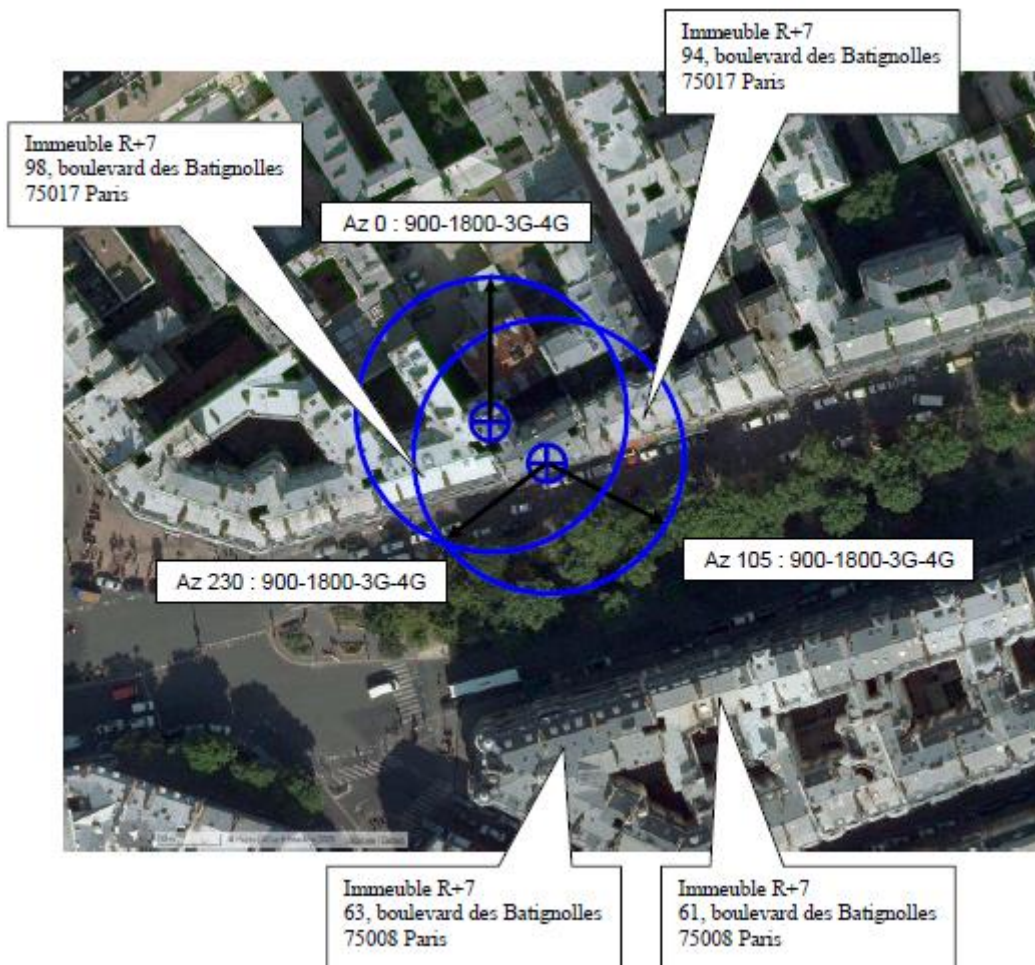 Immeuble R+7
94, boulevard des Batignolles
75017 Paris
Immeuble R+7
98, boulevard des Batignolles
75017 Paris
Az 0 : 900-1800-3G-4G
Az 105 : 900-1800-3G-4G
Az 230 : 900-1800-3G-4G
Immeuble R+7
63, boulevard des Batignolles
75008 Paris
Immeuble R+7
61, boulevard des Batignolles
75008 Paris